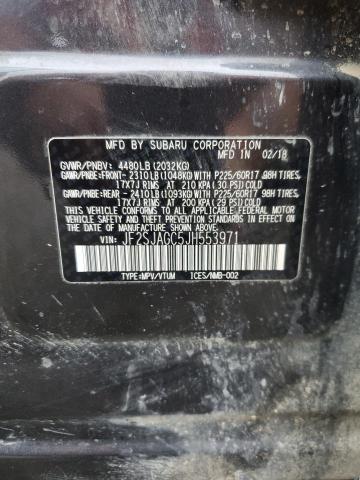 MFD BY SUBARU CORPORATION
MFD IN 02/18
GVWR/PNBV: 4480LB(2032KG)
GAWR/PNBE:FRONT- 2310LB(1048KG)WITH P225/60R17 98H TIRES,
17X7J RIMS AT 210 KPA(30 PSI)COLD
GAWR/PNBE:REAR - 2410LB(1093KG)WITH P225/60R17 98H TIRES,
17X7J RIMS AT 200 KPA(29 PSI)COLD
THIS VEHICLE CONFORMS TO ALL APPLICABLE U.S. FEDERAL
MOTOR VEHICLE SAFETY, BUMPER, AND THEFT PREVENTION
STANDARDS IN EFFECT ON THE
DATE OF MANUFACTURE SHOWN ABOVE.
VIN: JF2SJAGC5JH553971
TYPE:MPV/VTUM ICES/NMB-002